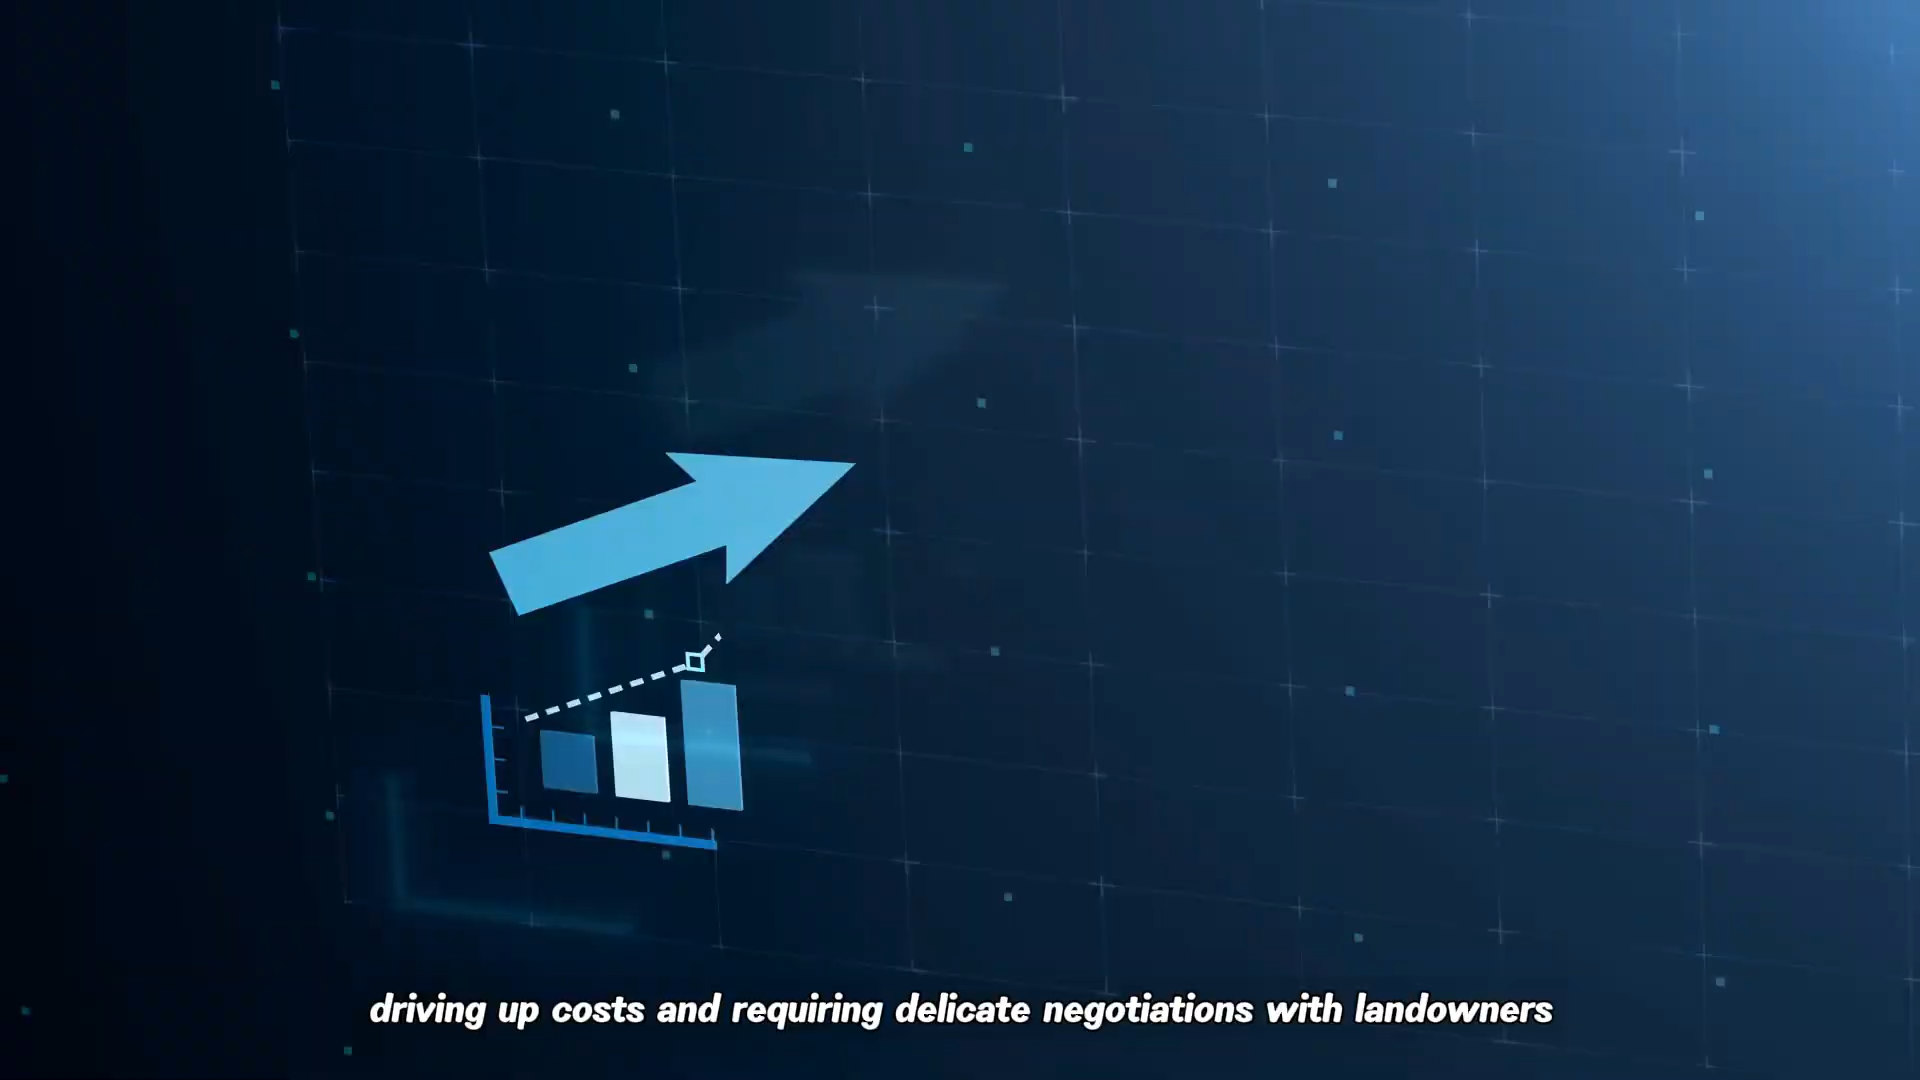 driving up costs and requiring delicate negotiations with landowners